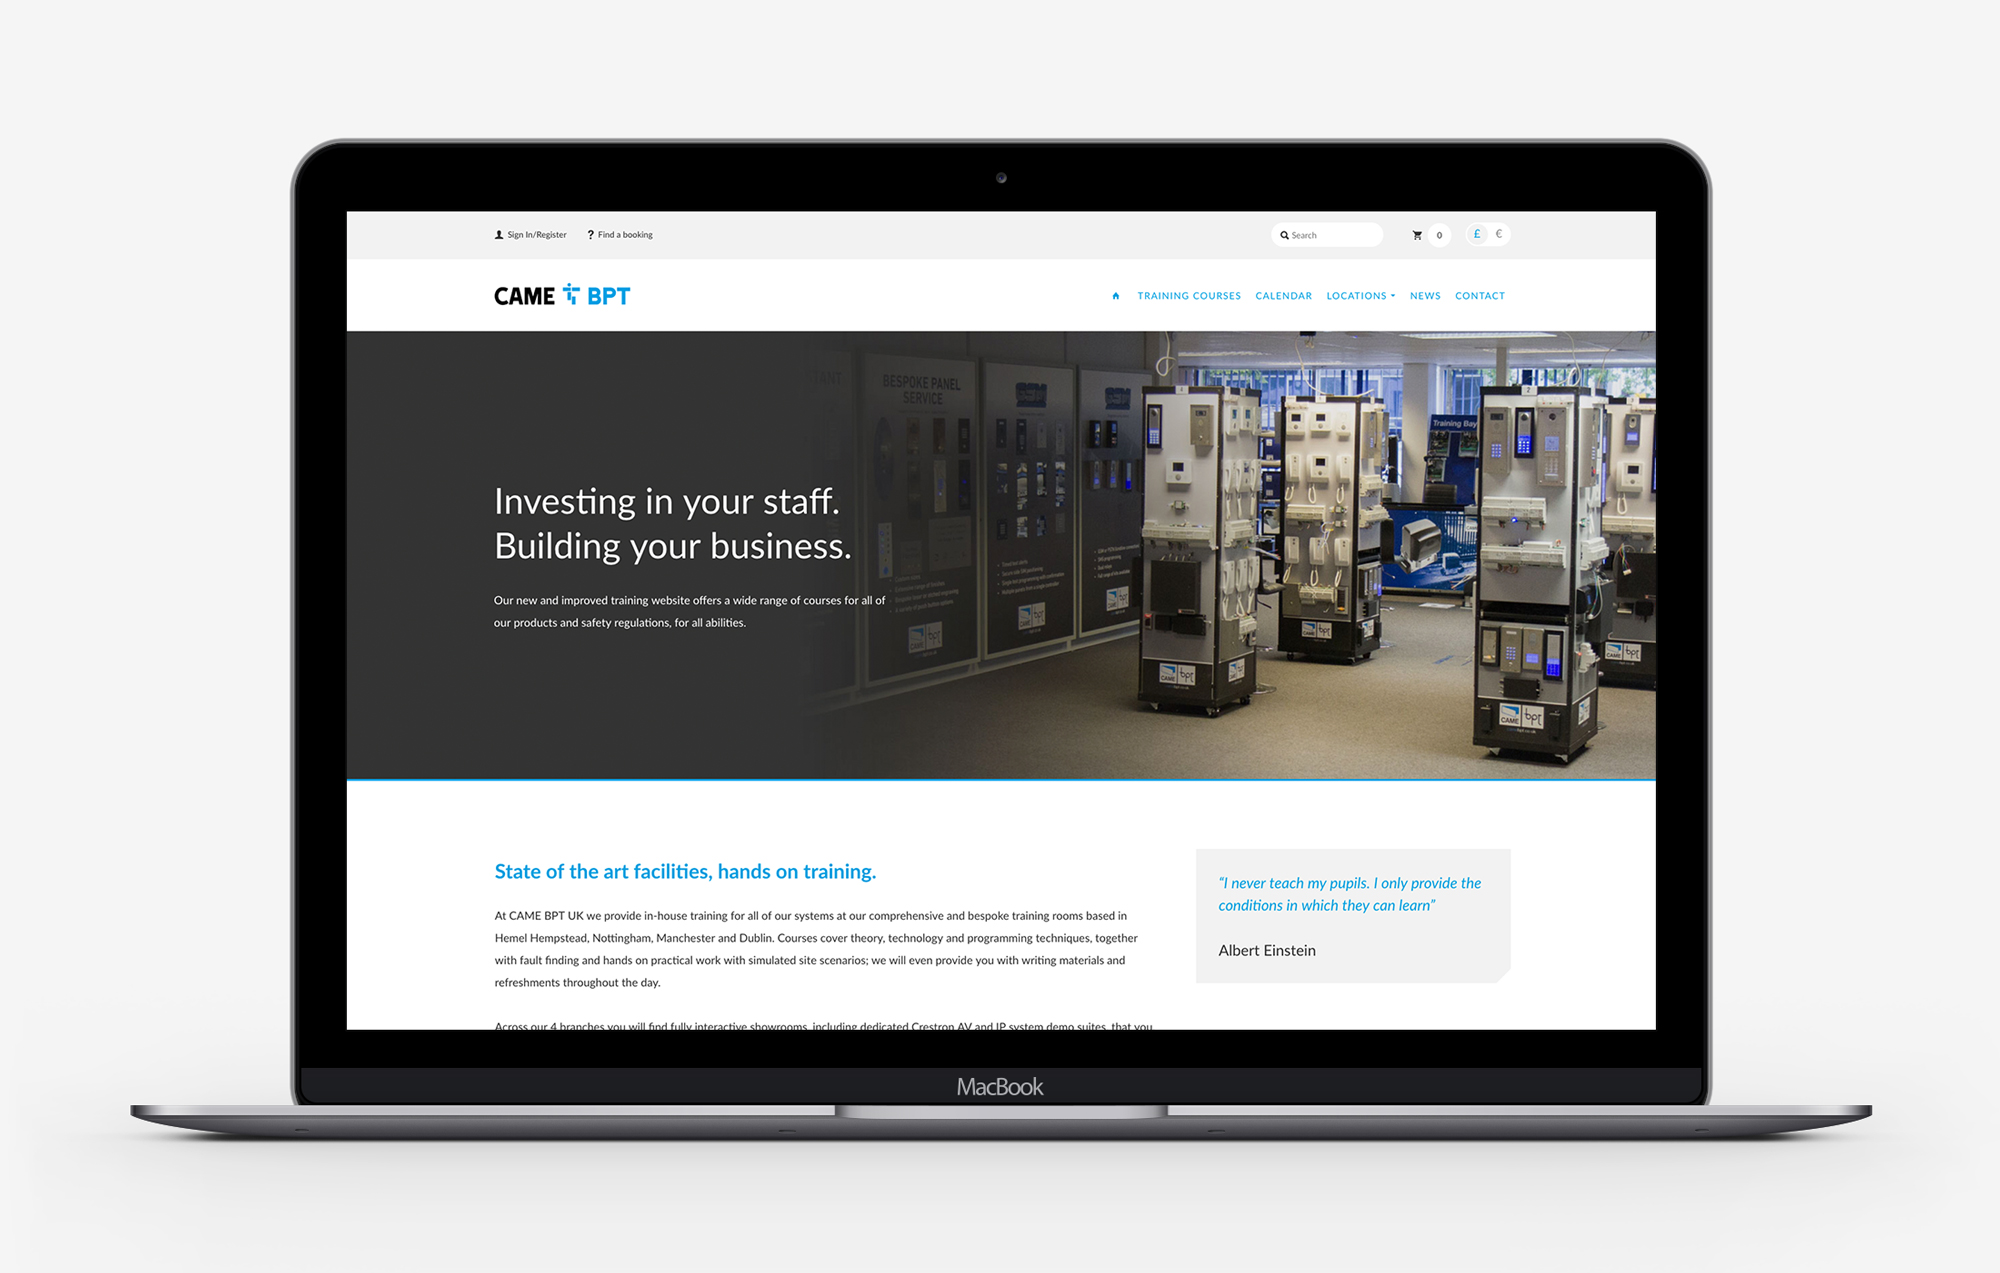 Sign In/Register
? Find a booking
Search
0
£ €
CAME BPT
TRAINING COURSES
CALENDAR
LOCATIONS
NEWS
CONTACT
BESPOKE PANEL
SERVICE
Training Bay
Investing in your staff.
Building your business.
Our new and improved training website offers a wide range of courses for all of
our products and safety regulations, for all abilities.
CAME bpt
CAME bpt
CAME bpt
CAME bpt
State of the art facilities, hands on training.
At CAME BPT UK we provide in-house training for all of our systems at our comprehensive and bespoke training rooms based in
Hemel Hempstead, Nottingham, Manchester and Dublin. Courses cover theory, technology and programming techniques, together
with fault finding and hands on practical work with simulated site scenarios; we will even provide you with writing materials and
refreshments throughout the day.
Across our 4 branches you will find fully interactive showrooms, including dedicated Crestron AV and IP system demo suites, that you
“I never teach my pupils. I only provide the
conditions in which they can learn”
Albert Einstein
MacBook